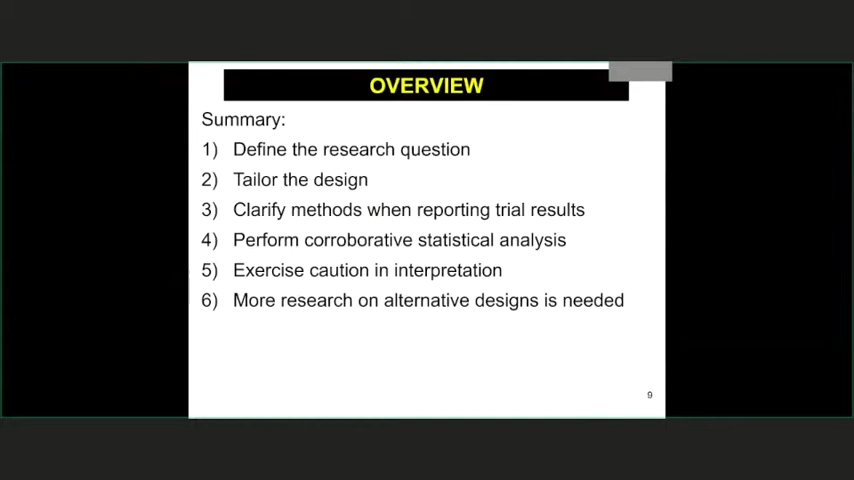 OVERVIEW
Summary:
1) Define the research question
2) Tailor the design
3) Clarify methods when reporting trial results
4) Perform corroborative statistical analysis
5) Exercise caution in interpretation
6) More research on alternative designs is needed
9